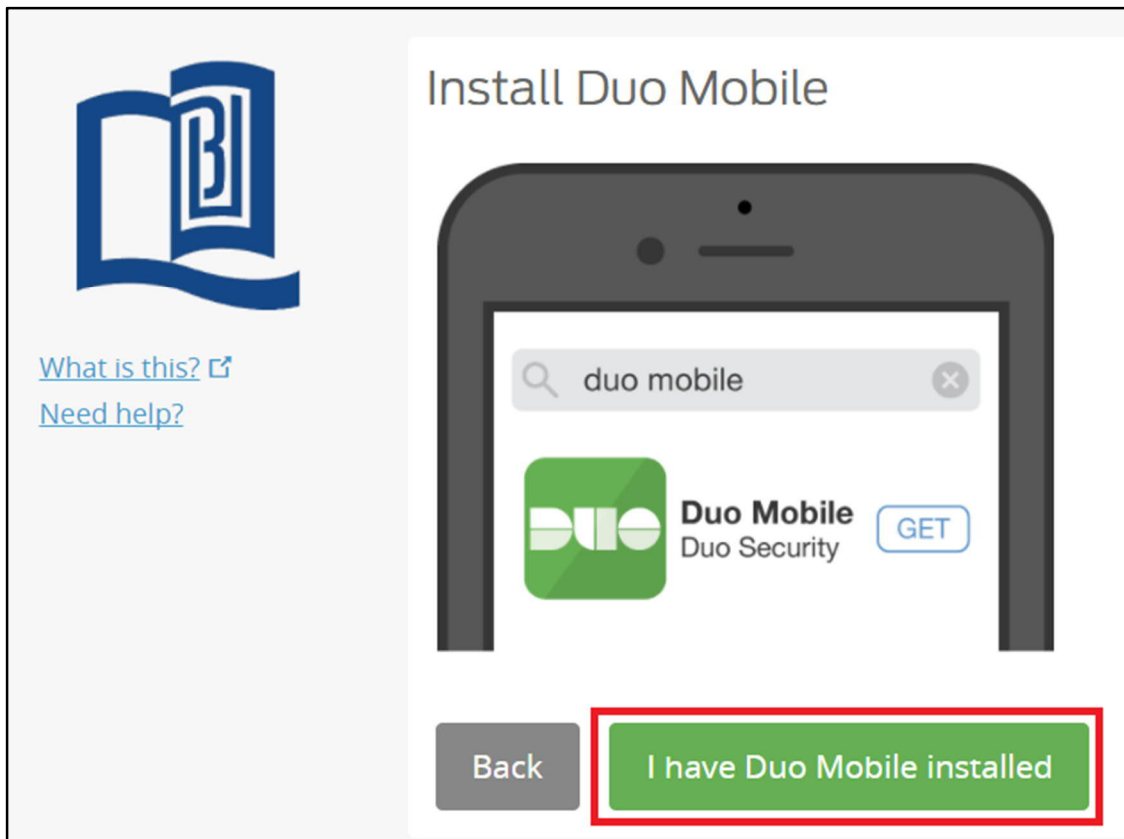 Install Duo Mobile
What is this?
Need help?
duo mobile
DUO
Duo Mobile
Duo Security
GET
Back
I have Duo Mobile installed